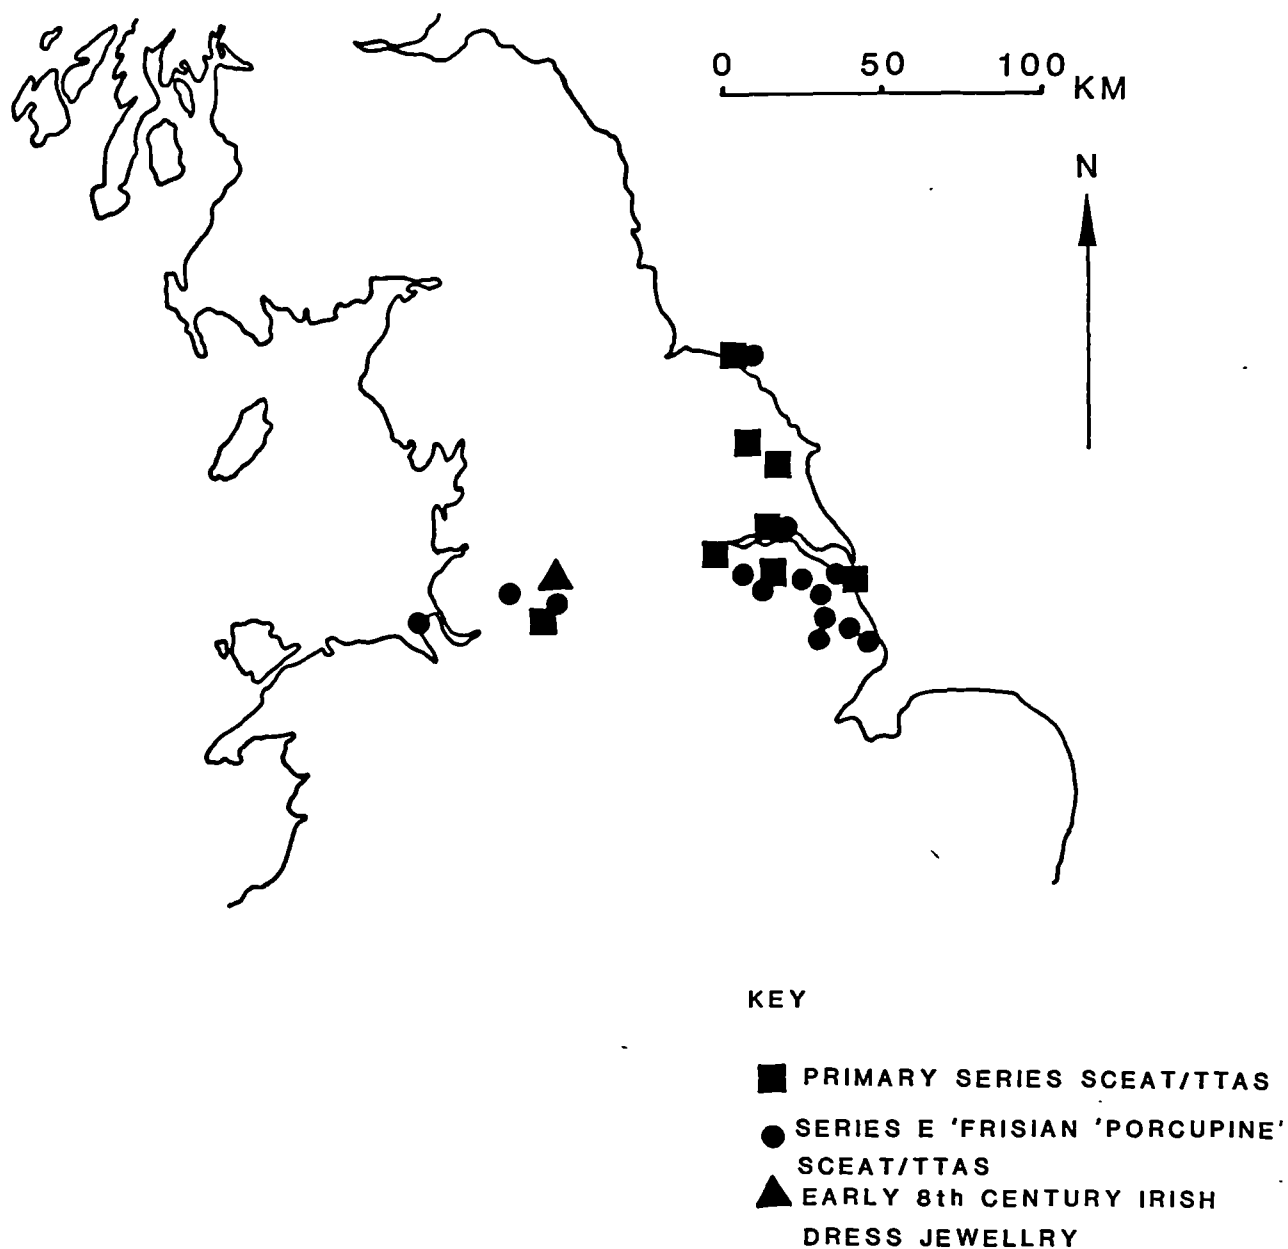 0 50 100 KM
N
KEY
PRIMARY SERIES SCEAT/TTAS
SERIES E 'FRISIAN 'PORCUPINE'
SCEAT/TTAS
EARLY 8th CENTURY IRISH
DRESS JEWELLRY